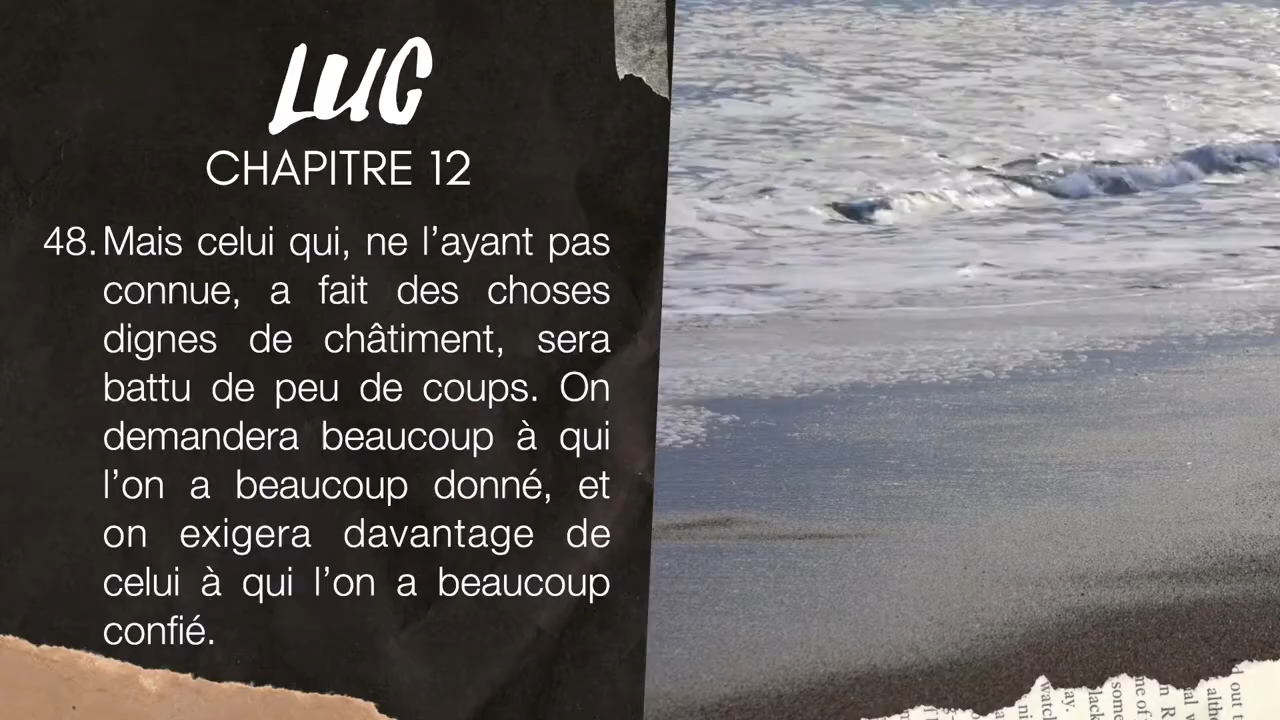 LUC
CHAPITRE 12
48. Mais celui qui, ne l’ayant pas
connue, a fait des choses
dignes de châtiment, sera
battu de peu de coups. On
demandera beaucoup à qui
l’on a beaucoup donné, et
on exigera davantage de
celui à qui l’on a beaucoup
confié.